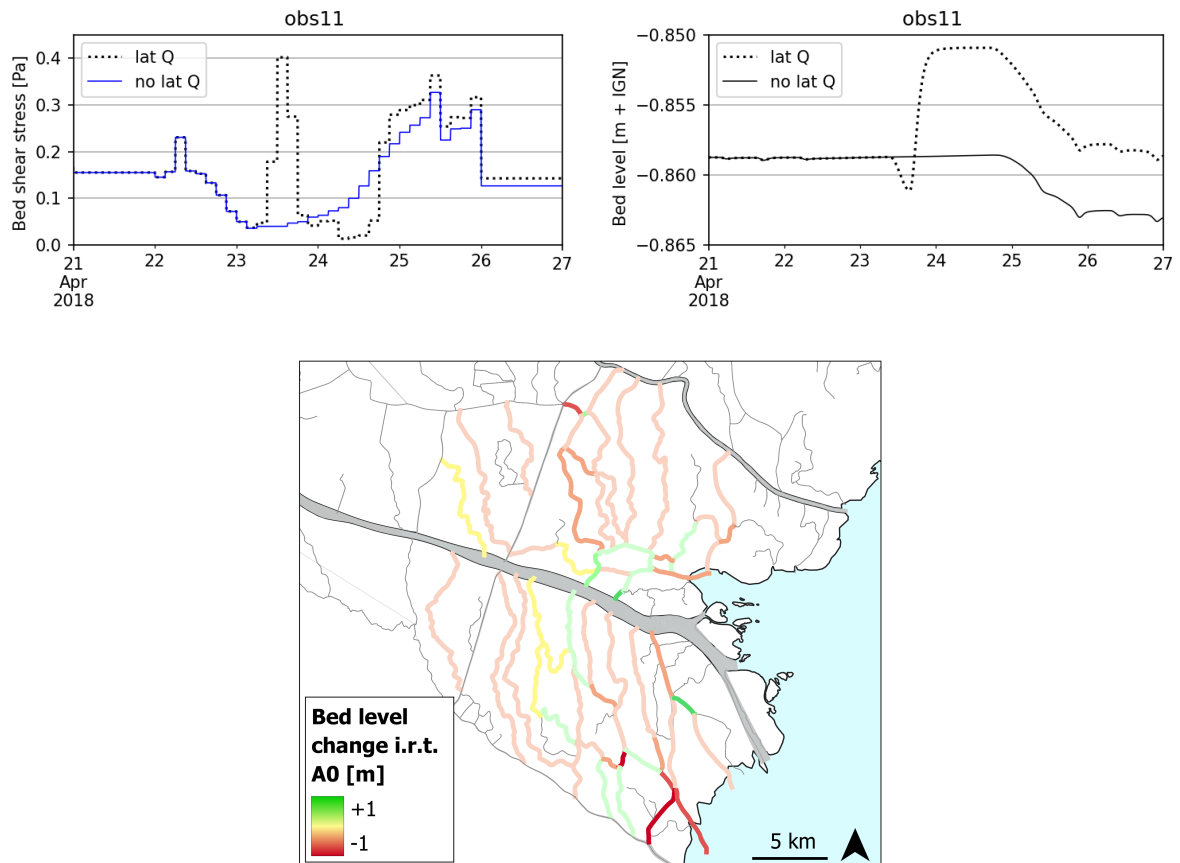 obs11
Bed shear stress [Pa]
0.4
0.3
0.2
0.1
0.0
lat Q
no lat Q
21 22 23 24 25 26 27
Apr
2018
obs11
Bed level [m + IGN]
−0.850
−0.855
−0.860
−0.865
lat Q
no lat Q
21 22 23 24 25 26 27
Apr
2018
Bed level
change i.r.t.
A0 [m]
+1
-1
5 km